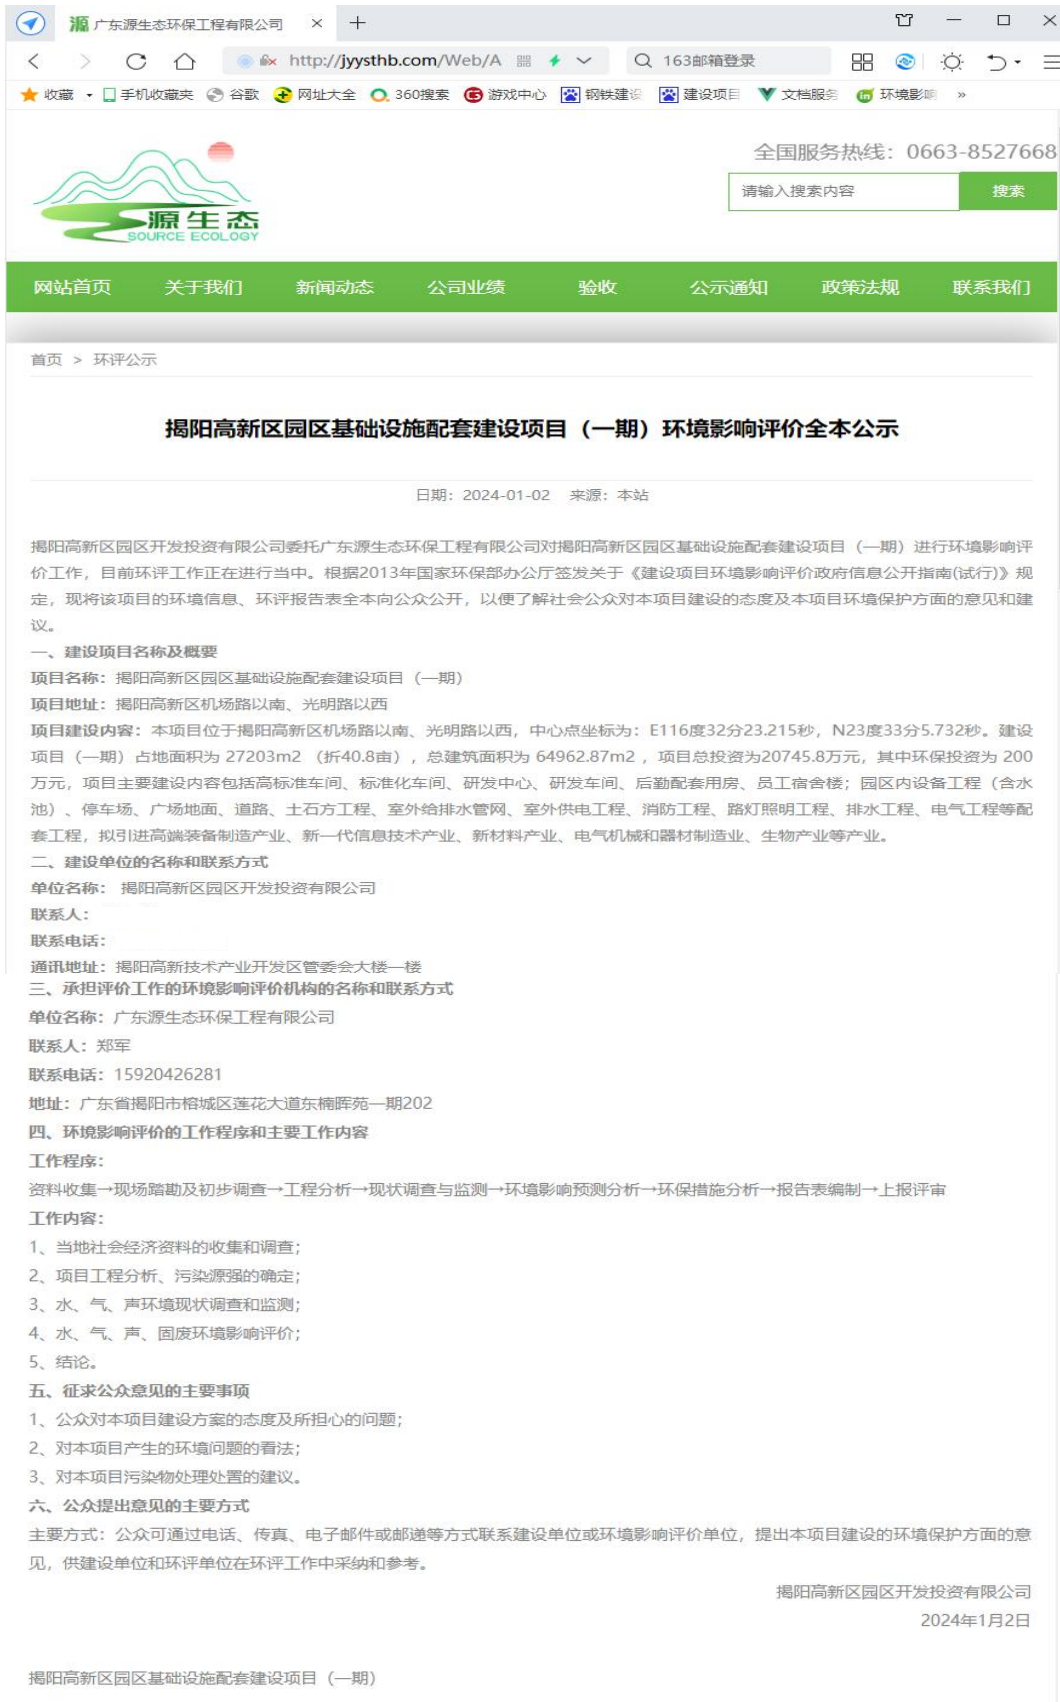 源 广东源生态环保工程有限公司
http://jyysthb.com/Web/A
163邮箱登录
收藏 手机收藏夹 谷歌 网址大全 360搜索 游戏中心 钢铁建设 建设项目 文档服务 环境影响 »
全国服务热线：0663-8527668
请输入搜索内容 搜索
源生态
SOURCE ECOLOGY
网站首页 关于我们 新闻动态 公司业绩 验收 公示通知 政策法规 联系我们
首页 > 环评公示
揭阳高新区园区基础设施配套建设项目（一期）环境影响评价全本公示
日期：2024-01-02 来源：本站
揭阳高新区园区开发投资有限公司委托广东源生态环保工程有限公司对揭阳高新区园区基础设施配套建设项目（一期）进行环境影响评
价工作，目前环评工作正在进行当中。根据2013年国家环保部办公厅签发关于《建设项目环境影响评价政府信息公开指南(试行)》规
定，现将该项目的环境信息、环评报告表全本向公众公开，以便了解社会公众对本项目建设的态度及本项目环境保护方面的意见和建
议。
一、建设项目名称及概要
项目名称：揭阳高新区园区基础设施配套建设项目（一期）
项目地址：揭阳高新区机场路以南、光明路以西
项目建设内容：本项目位于揭阳高新区机场路以南、光明路以西，中心点坐标为：E116度32分23.215秒，N23度33分5.732秒。建设
项目（一期）占地面积为 27203m2 （折40.8亩），总建筑面积为 64962.87m2 ，项目总投资为20745.8万元，其中环保投资为 200
万元，项目主要建设内容包括高标准车间、标准化车间、研发中心、研发车间、后勤配套用房、员工宿舍楼；园区内设备工程（含水
池）、停车场、广场地面、道路、土石方工程、室外给排水管网、室外供电工程、消防工程、路灯照明工程、排水工程、电气工程等配
套工程，拟引进高端装备制造产业、新一代信息技术产业、新材料产业、电气机械和器材制造业、生物产业等产业。
二、建设单位的名称和联系方式
单位名称： 揭阳高新区园区开发投资有限公司
联系人：
联系电话：
通讯地址：揭阳高新技术产业开发区管委会大楼一楼
三、承担评价工作的环境影响评价机构的名称和联系方式
单位名称：广东源生态环保工程有限公司
联系人：郑军
联系电话：15920426281
地址：广东省揭阳市榕城区莲花大道东楠晖苑一期202
四、环境影响评价的工作程序和主要工作内容
工作程序：
资料收集→现场踏勘及初步调查→工程分析→现状调查与监测→环境影响预测分析→环保措施分析→报告表编制→上报评审
工作内容：
1、当地社会经济资料的收集和调查；
2、项目工程分析、污染源强的确定；
3、水、气、声环境现状调查和监测；
4、水、气、声、固废环境影响评价；
5、结论。
五、征求公众意见的主要事项
1、公众对本项目建设方案的态度及所担心的问题；
2、对本项目产生的环境问题的看法；
3、对本项目污染物处理处置的建议。
六、公众提出意见的主要方式
主要方式：公众可通过电话、传真、电子邮件或邮递等方式联系建设单位或环境影响评价单位，提出本项目建设的环境保护方面的意
见，供建设单位和环评单位在环评工作中采纳和参考。
揭阳高新区园区开发投资有限公司
2024年1月2日
揭阳高新区园区基础设施配套建设项目（一期）